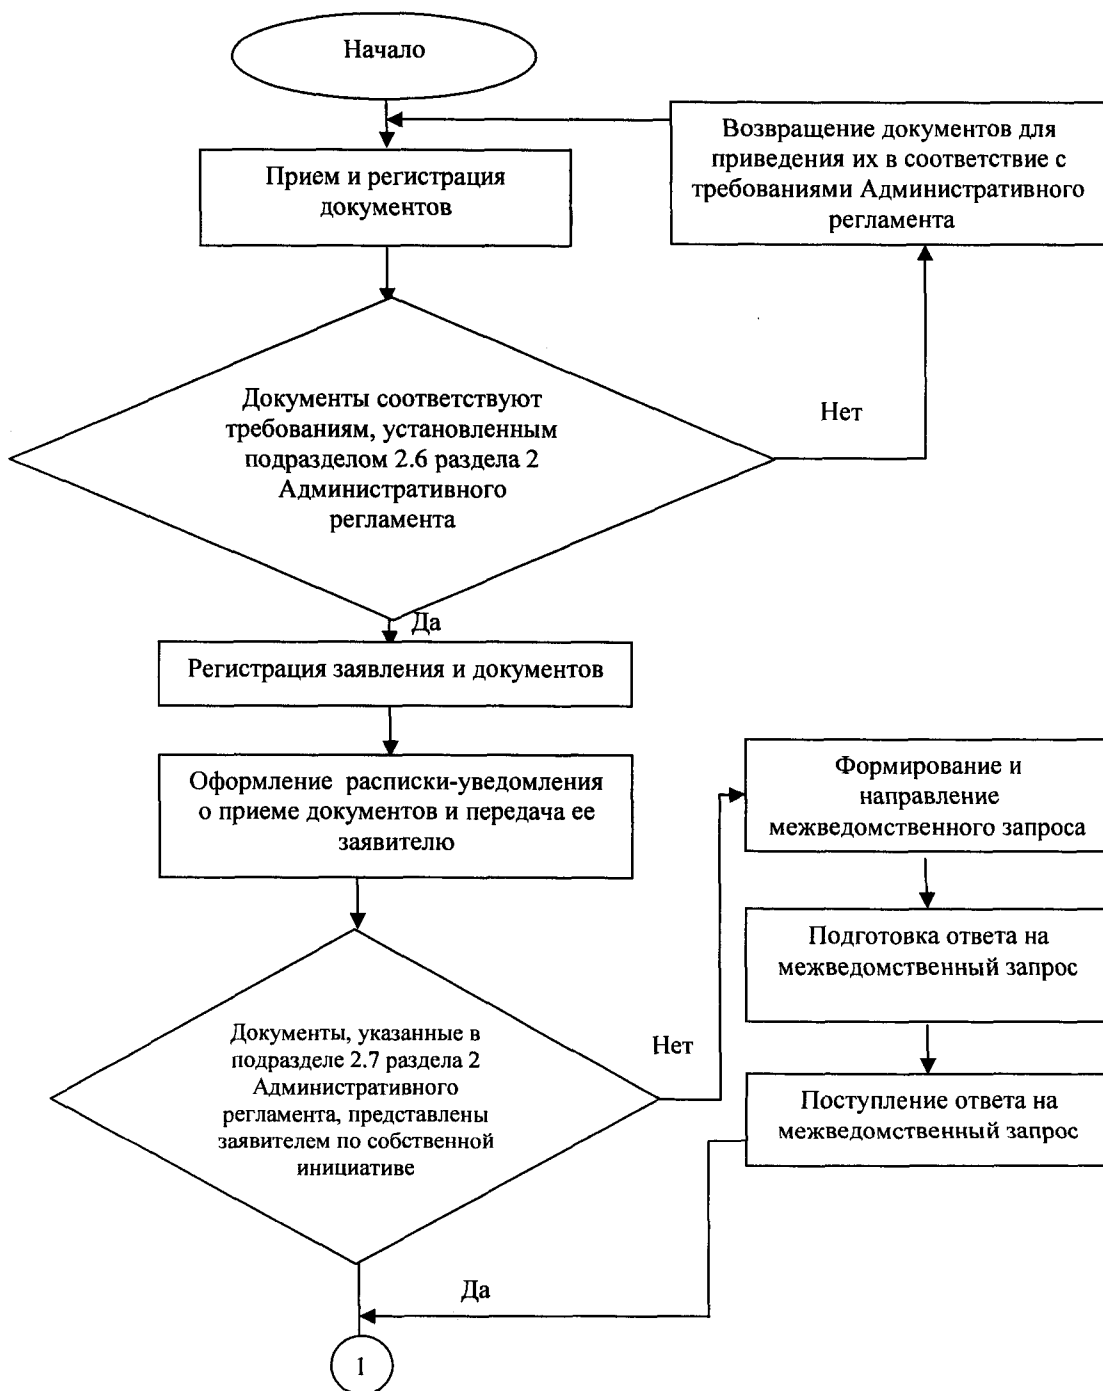 Начало
Возвращение документов для
приведения их в соответствие с
требованиями Административного
регламента
Прием и регистрация
документов
Документы соответствуют
требованиям, установленным
подразделом 2.6 раздела 2
Административного
регламента
Нет
Да
Регистрация заявления и документов
Оформление расписки-уведомления
о приеме документов и передача ее
заявителю
Формирование и
направление
межведомственного запроса
Подготовка ответа на
межведомственный запрос
Документы, указанные в
подразделе 2.7 раздела 2
Административного
регламента, представлены
заявителем по собственной
инициативе
Нет
Поступление ответа на
межведомственный запрос
Да
1